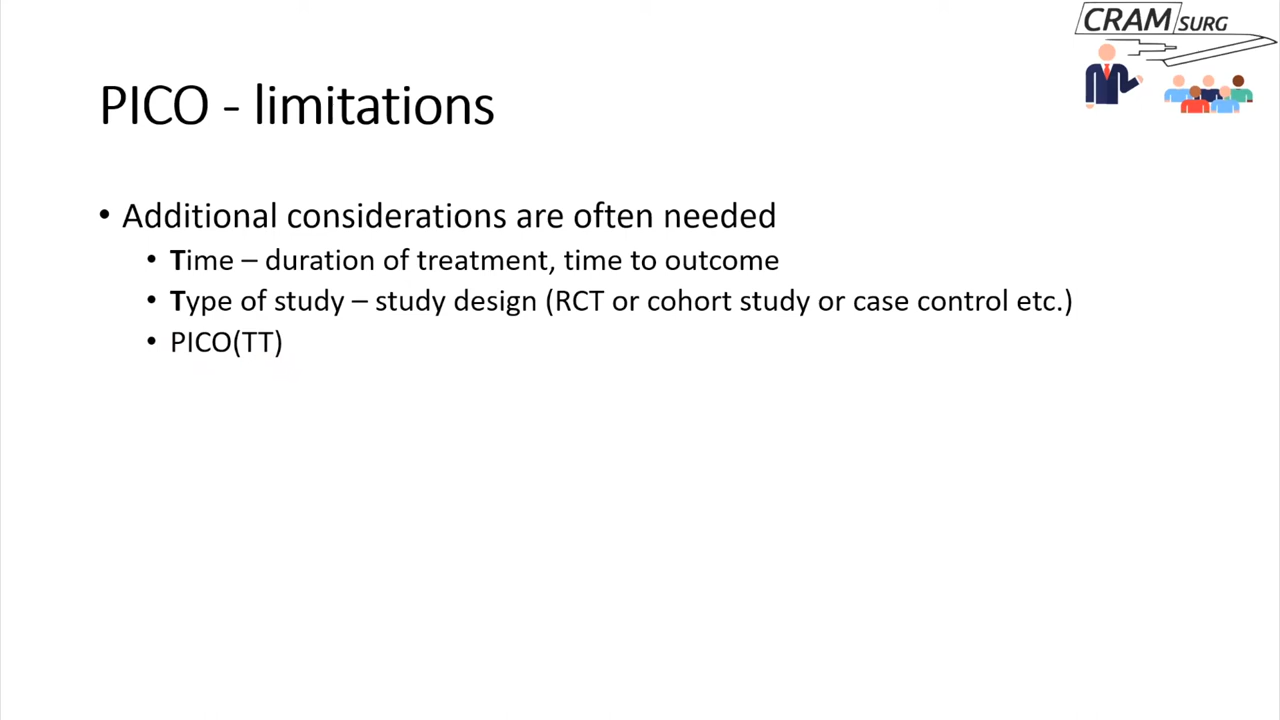 CRAM SURG
PICO - limitations
• Additional considerations are often needed
• Time – duration of treatment, time to outcome
• Type of study – study design (RCT or cohort study or case control etc.)
• PICO(TT)